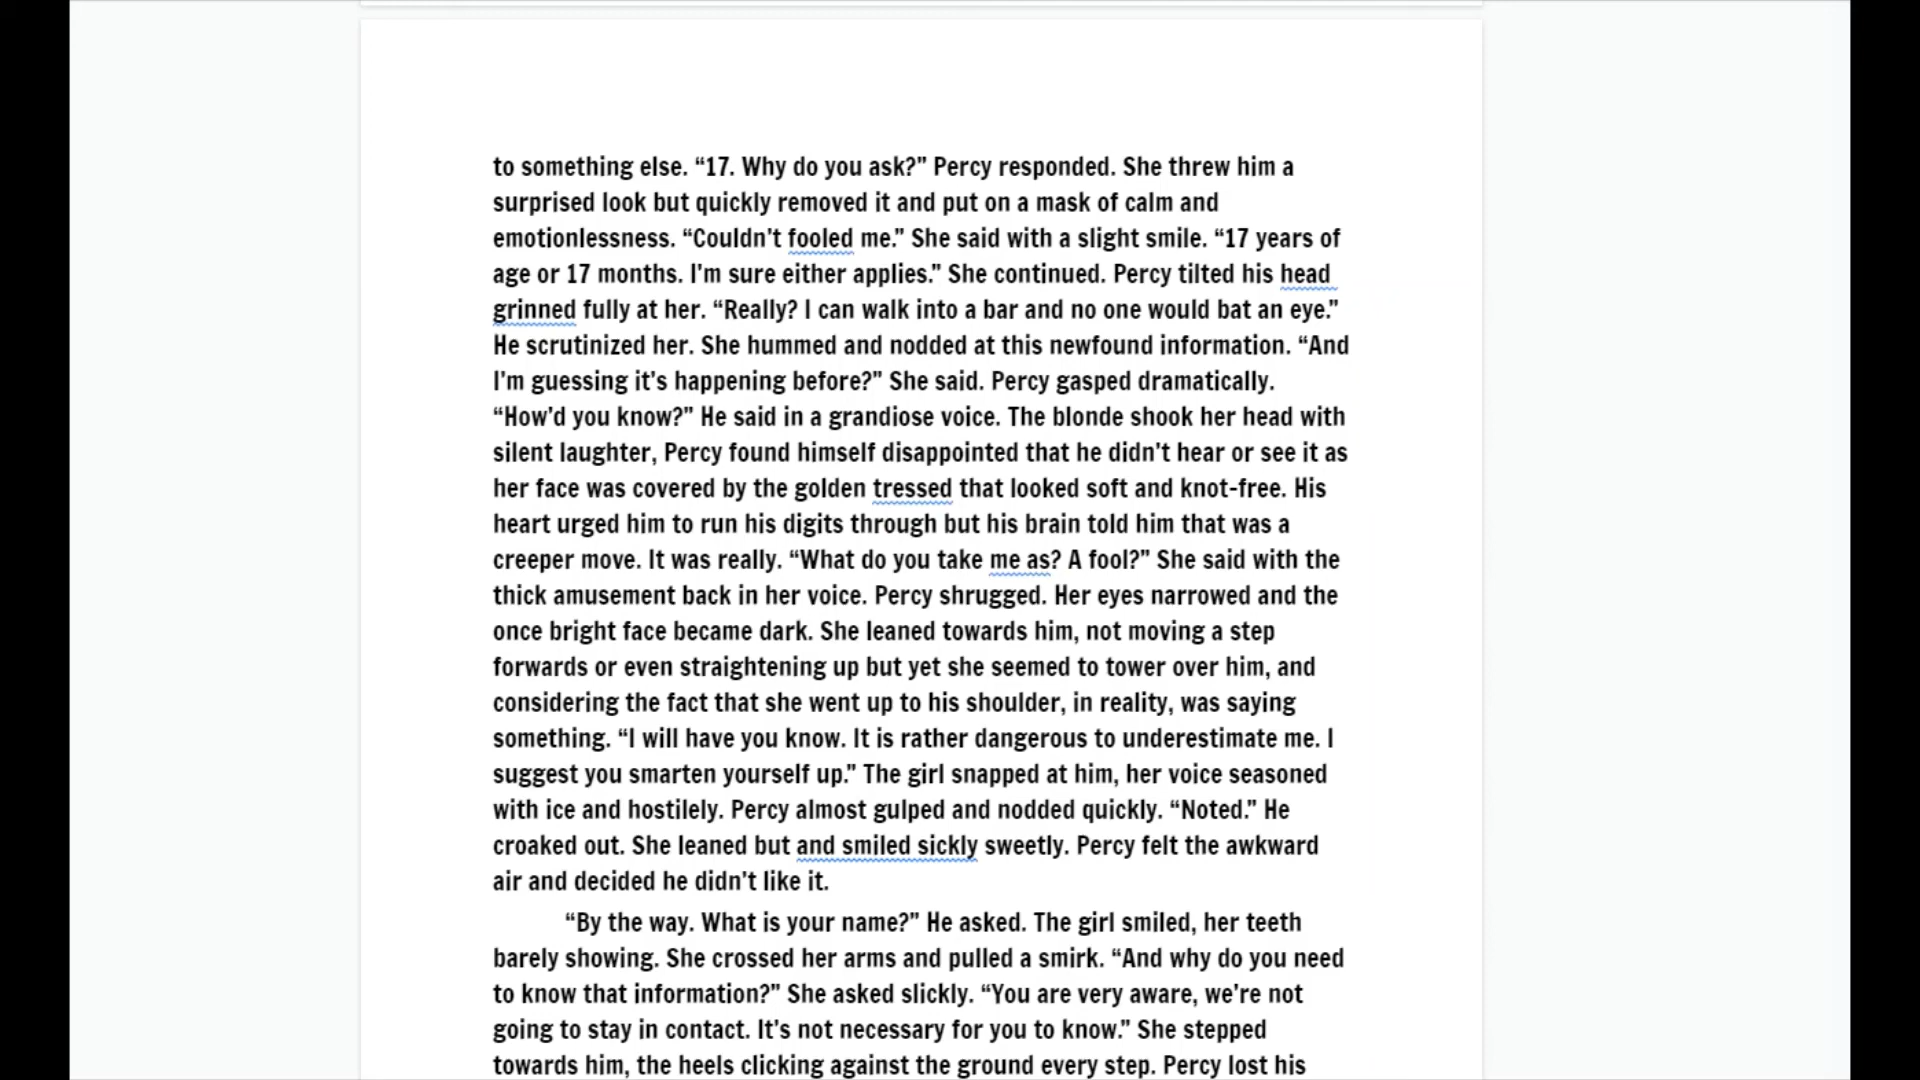 to something else. “17. Why do you ask?” Percy responded. She threw him a
surprised look but quickly removed it and put on a mask of calm and
emotionlessness. “Couldn’t fooled me.” She said with a slight smile. “17 years of
age or 17 months. I'm sure either applies.” She continued. Percy tilted his head
grinned fully at her. “Really? I can walk into a bar and no one would bat an eye.”
He scrutinized her. She hummed and nodded at this newfound information. “And
I'm guessing it's happening before?” She said. Percy gasped dramatically.
“How’d you know?” He said in a grandiose voice. The blonde shook her head with
silent laughter, Percy found himself disappointed that he didn't hear or see it as
her face was covered by the golden tressed that looked soft and knot-free. His
heart urged him to run his digits through but his brain told him that was a
creeper move. It was really. “What do you take me as? A fool?” She said with the
thick amusement back in her voice. Percy shrugged. Her eyes narrowed and the
once bright face became dark. She leaned towards him, not moving a step
forwards or even straightening up but yet she seemed to tower over him, and
considering the fact that she went up to his shoulder, in reality, was saying
something. “I will have you know. It is rather dangerous to underestimate me. I
suggest you smarten yourself up.” The girl snapped at him, her voice seasoned
with ice and hostilely. Percy almost gulped and nodded quickly. “Noted.” He
croaked out. She leaned but and smiled sickly sweetly. Percy felt the awkward
air and decided he didn't like it.
“By the way. What is your name?” He asked. The girl smiled, her teeth
barely showing. She crossed her arms and pulled a smirk. “And why do you need
to know that information?” She asked slickly. “You are very aware, we're not
going to stay in contact. It's not necessary for you to know.” She stepped
towards him, the heels clicking against the ground every step. Percy lost his